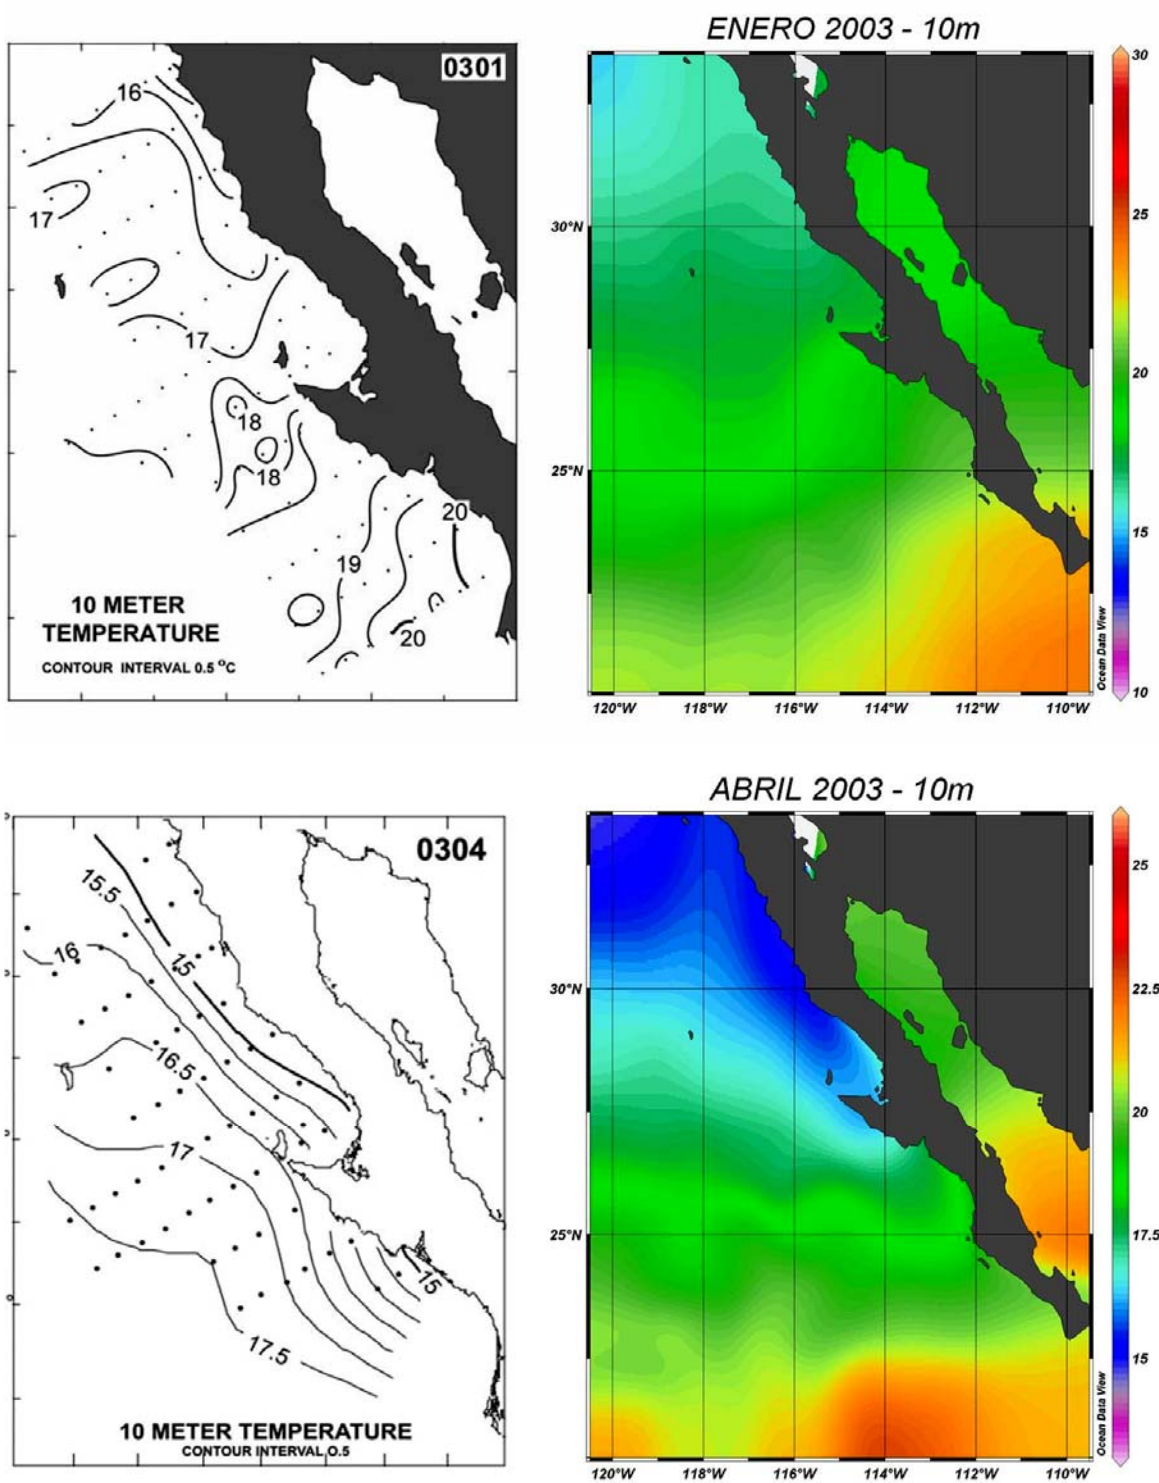 ENERO 2003 - 10m
0301
16
17
17
18
18
19
20
20
10 METER
TEMPERATURE
CONTOUR INTERVAL 0.5 °C
30°N
25°N
120°W 118°W 116°W 114°W 112°W 110°W
30
25
20
15
10
Ocean Data View
ABRIL 2003 - 10m
0304
15.5
16
15
16.5
17
15
17.5
10 METER TEMPERATURE
CONTOUR INTERVAL 0.5
30°N
25°N
120°W 118°W 116°W 114°W 112°W 110°W
25
22.5
20
17.5
15
Ocean Data View